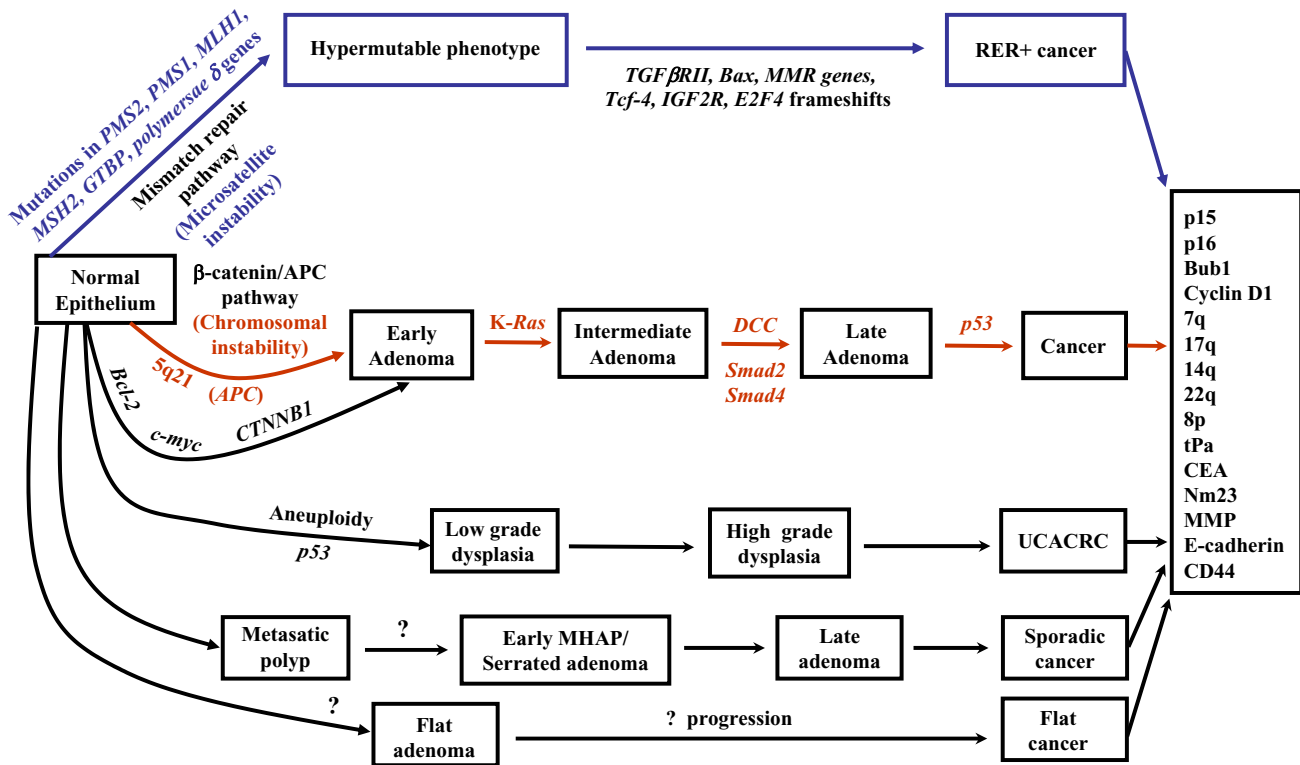 Mutations in PMS2, PMS1, MLH1,
MSH2, GTBP, polymersae δ genes
Mismatch repair
pathway
(Microsatellite
instability)
Hypermutable phenotype
TGFβRII, Bax, MMR genes,
Tcf-4, IGF2R, E2F4 frameshifts
RER+ cancer
Normal
Epithelium
β-catenin/APC
pathway
(Chromosomal
instability)
5q21
(APC)
Bcl-2
c-myc
CTNNB1
Early
Adenoma
K-Ras
Intermediate
Adenoma
DCC
Smad2
Smad4
Late
Adenoma
p53
Cancer
Aneuploidy
p53
Low grade
dysplasia
High grade
dysplasia
UCACRC
Metasatic
polyp
?
Early MHAP/
Serrated adenoma
Late
adenoma
Sporadic
cancer
?
Flat
adenoma
? progression
Flat
cancer
p15
p16
Bub1
Cyclin D1
7q
17q
14q
22q
8p
tPa
CEA
Nm23
MMP
E-cadherin
CD44